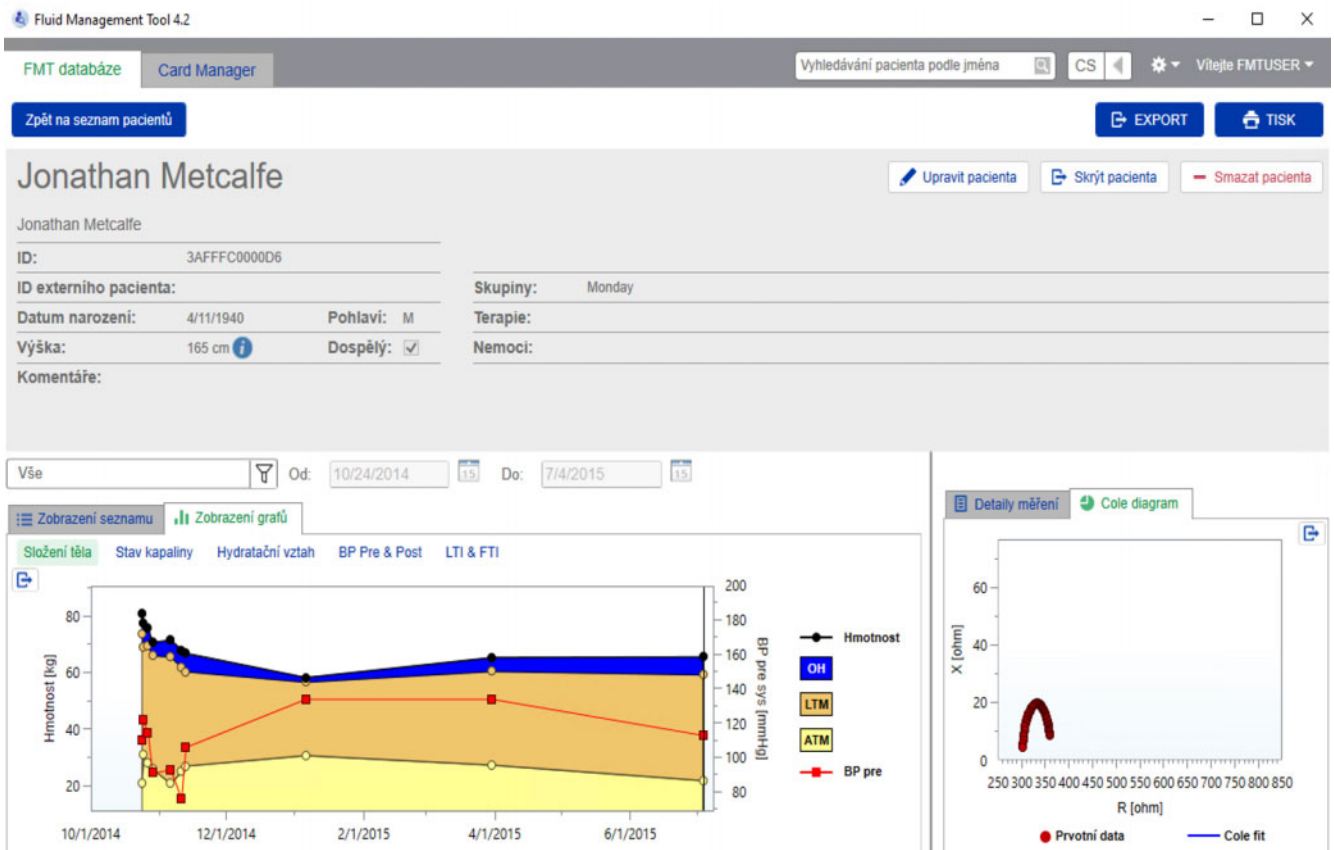 Fluid Management Tool 4.2
FMT databáze Card Manager Vyhledávání pacienta podle jména CS Vítejte FMTUSER
Zpět na seznam pacientů EXPORT TISK
Jonathan Metcalfe Upravit pacienta Skrýt pacienta Smazat pacienta
Jonathan Metcalfe
ID: 3AFFFC0000D6
ID externího pacienta: Skupiny: Monday
Datum narození: 4/11/1940 Pohlaví: M Terapie:
Výška: 165 cm Dospělý: Nemoci:
Komentáře:
Vše Od: 10/24/2014 15 Do: 7/4/2015 15
Zobrazení seznamu Zobrazení grafů
Složení těla Stav kapaliny Hydratační vztah BP Pre & Post LTI & FTI
Hmotnost [kg]
80
60
40
20
200
180
160
140
120
100
80
BP pre sys [mmHg]
10/1/2014 12/1/2014 2/1/2015 4/1/2015 6/1/2015
Hmotnost
OH
LTM
ATM
BP pre
Detaily měření Cole diagram
X [ohm]
60
40
20
0
250 300 350 400 450 500 550 600 650 700 750 800 850
R [ohm]
Prvotní data Cole fit